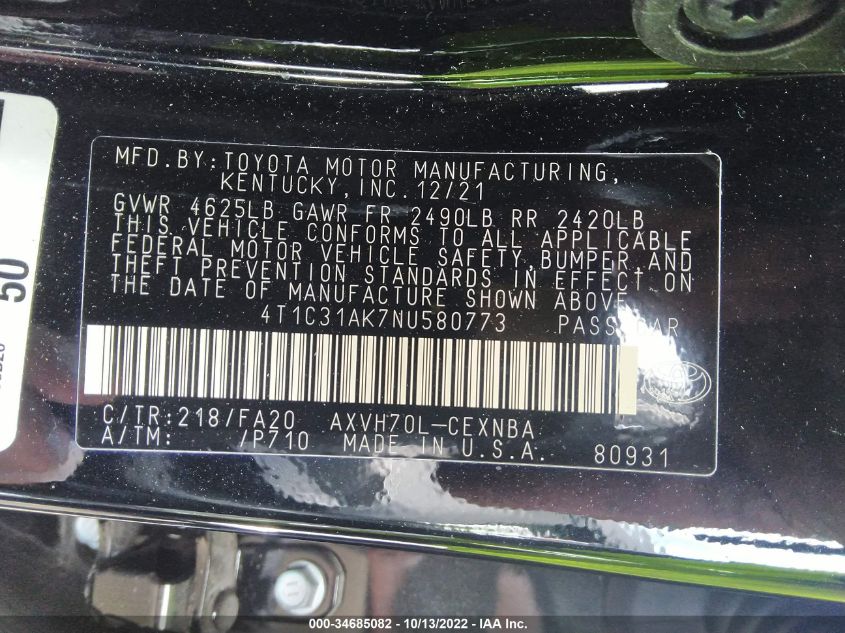 MFD.BY:TOYOTA MOTOR MANUFACTURING,
KENTUCKY,INC.12/21
GVWR 4625LB GAWR FR 2490LB RR 2420LB
THIS VEHICLE CONFORMS TO ALL APPLICABLE
FEDERAL MOTOR VEHICLE SAFETY,BUMPER,AND
THEFT PREVENTION STANDARDS IN EFFECT ON
THE DATE OF MANUFACTURE SHOWN ABOVE.
4T1C31AK7NU580773 PASS.CAR
C/TR:218/FA20 AXVH70L-CEXNBA
A/TM: /P710 MADE IN U.S.A. 80931
50
000-34685082 - 10/13/2022 - IAA Inc.